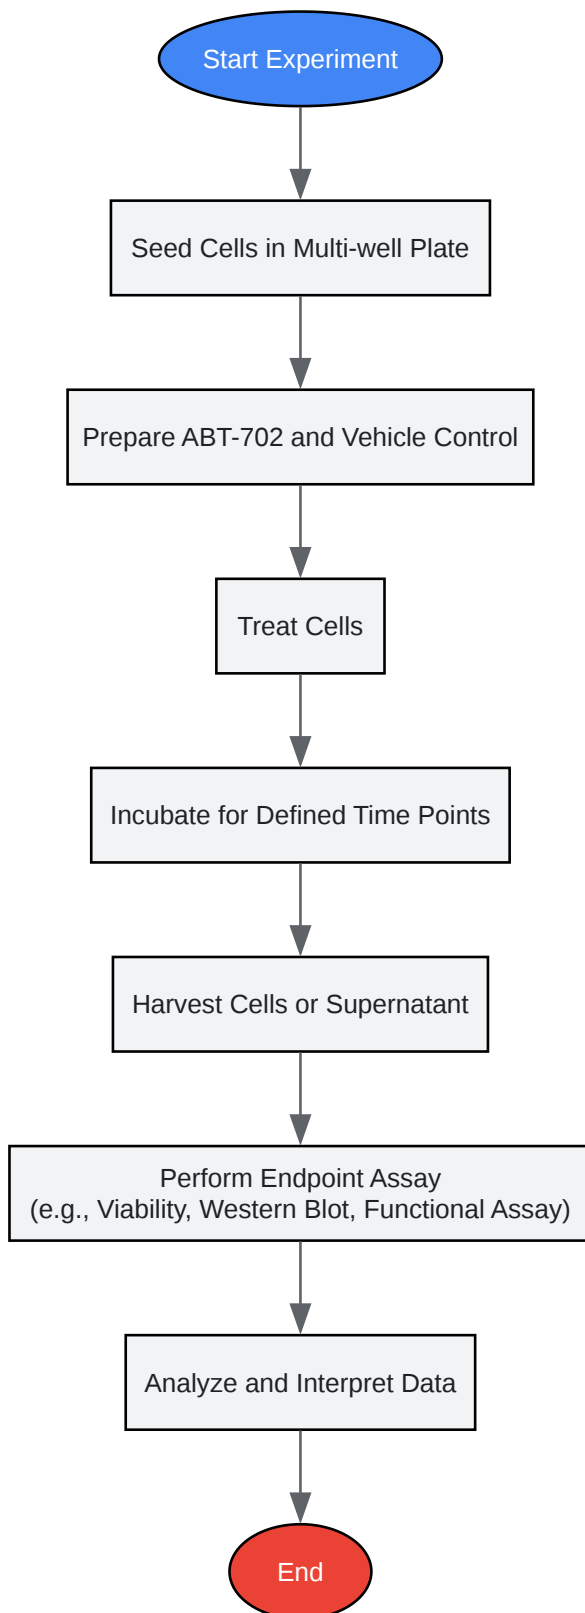 Start Experiment
Seed Cells in Multi-well Plate
Prepare ABT-702 and Vehicle Control
Treat Cells
Incubate for Defined Time Points
Harvest Cells or Supernatant
Perform Endpoint Assay
(e.g., Viability, Western Blot, Functional Assay)
Analyze and Interpret Data
End